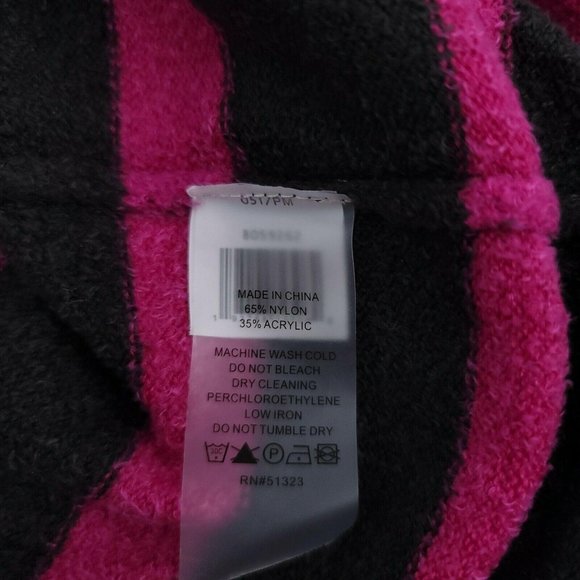 MADE IN CHINA
65% NYLON
35% ACRYLIC
MACHINE WASH COLD
DO NOT BLEACH
DRY CLEANING
PERCHLOROETHYLENE
LOW IRON
DO NOT TUMBLE DRY
30C
P
RN#51323